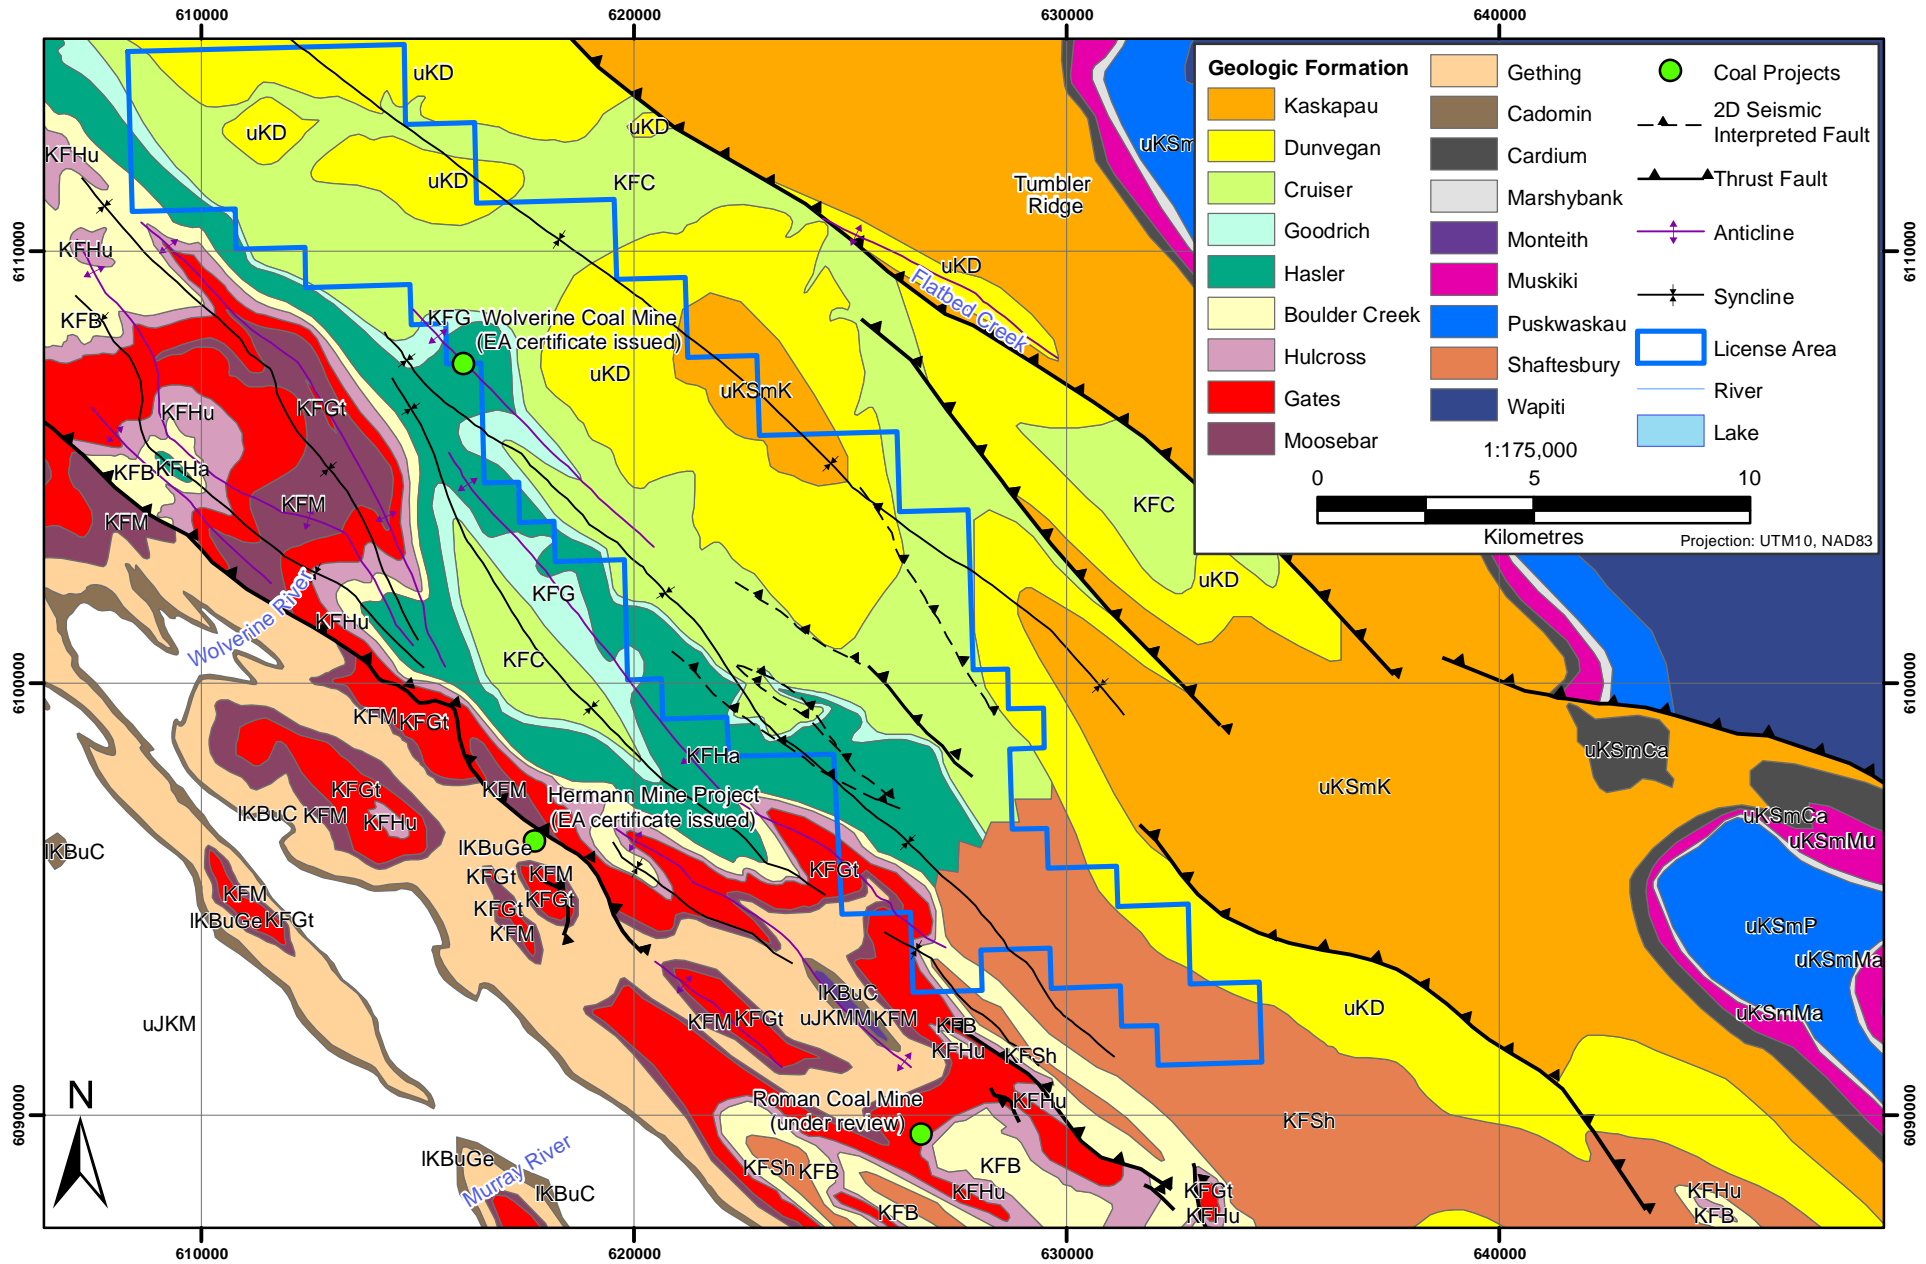 610000
620000
630000
640000
6110000
6100000
6090000
6110000
6100000
6090000
610000
620000
630000
640000
Geologic Formation
Kaskapau
Dunvegan
Cruiser
Goodrich
Hasler
Boulder Creek
Hulcross
Gates
Moosebar
Gething
Cadomin
Cardium
Marshybank
Monteith
Muskiki
Puskwaskau
Shaftesbury
Wapiti
Coal Projects
2D Seismic
Interpreted Fault
Thrust Fault
Anticline
Syncline
License Area
River
Lake
1:175,000
0
5
10
Kilometres
Projection: UTM10, NAD83
uKD
uKD
uKD
uKD
KFC
uKSm
Tumbler
Ridge
KFHu
KFHu
KFB
uKD
Flatbed Creek
KFG
Wolverine Coal Mine
(EA certificate issued)
uKD
uKSmK
KFHu
KFGt
KFB
KFHa
KFM
KFM
KFC
uKD
KFG
Wolverine River
KFHu
KFC
KFM
KFGt
KFHa
uKSmCa
uKSmK
KFGt
KFM
Hermann Mine Project
(EA certificate issued)
lKBuC
KFM
KFHu
uKSmCa
uKSmMu
lKBuC
lKBuGe
KFGt
KFM
KFGt
KFGt
KFM
KFGt
KFM
lKBuGe
KFGt
uKSmP
uKSmMa
uKSmMa
uJKM
lKBuC
uJKMM
KFM
KFM
KFGt
KFB
KFHu
KFSh
uKD
Roman Coal Mine
(under review)
KFHu
KFSh
N
lKBuGe
lKBuC
Murray River
KFSh
KFB
KFB
KFHu
KFB
KFGt
KFHu
KFHu
KFB